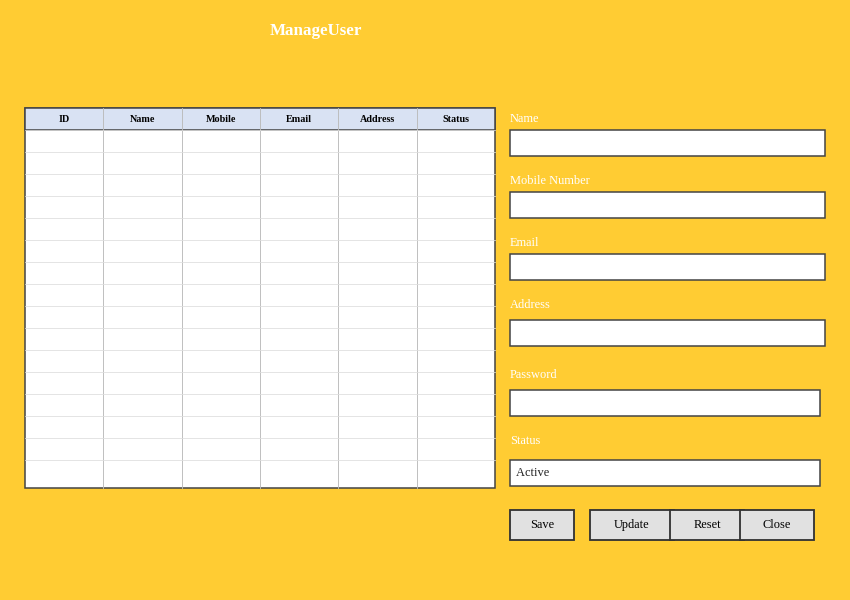 ManageUser
ID Name Mobile Email Address Status
Name
Mobile Number
Email
Address
Password
Status
Active
Save Update Reset Close